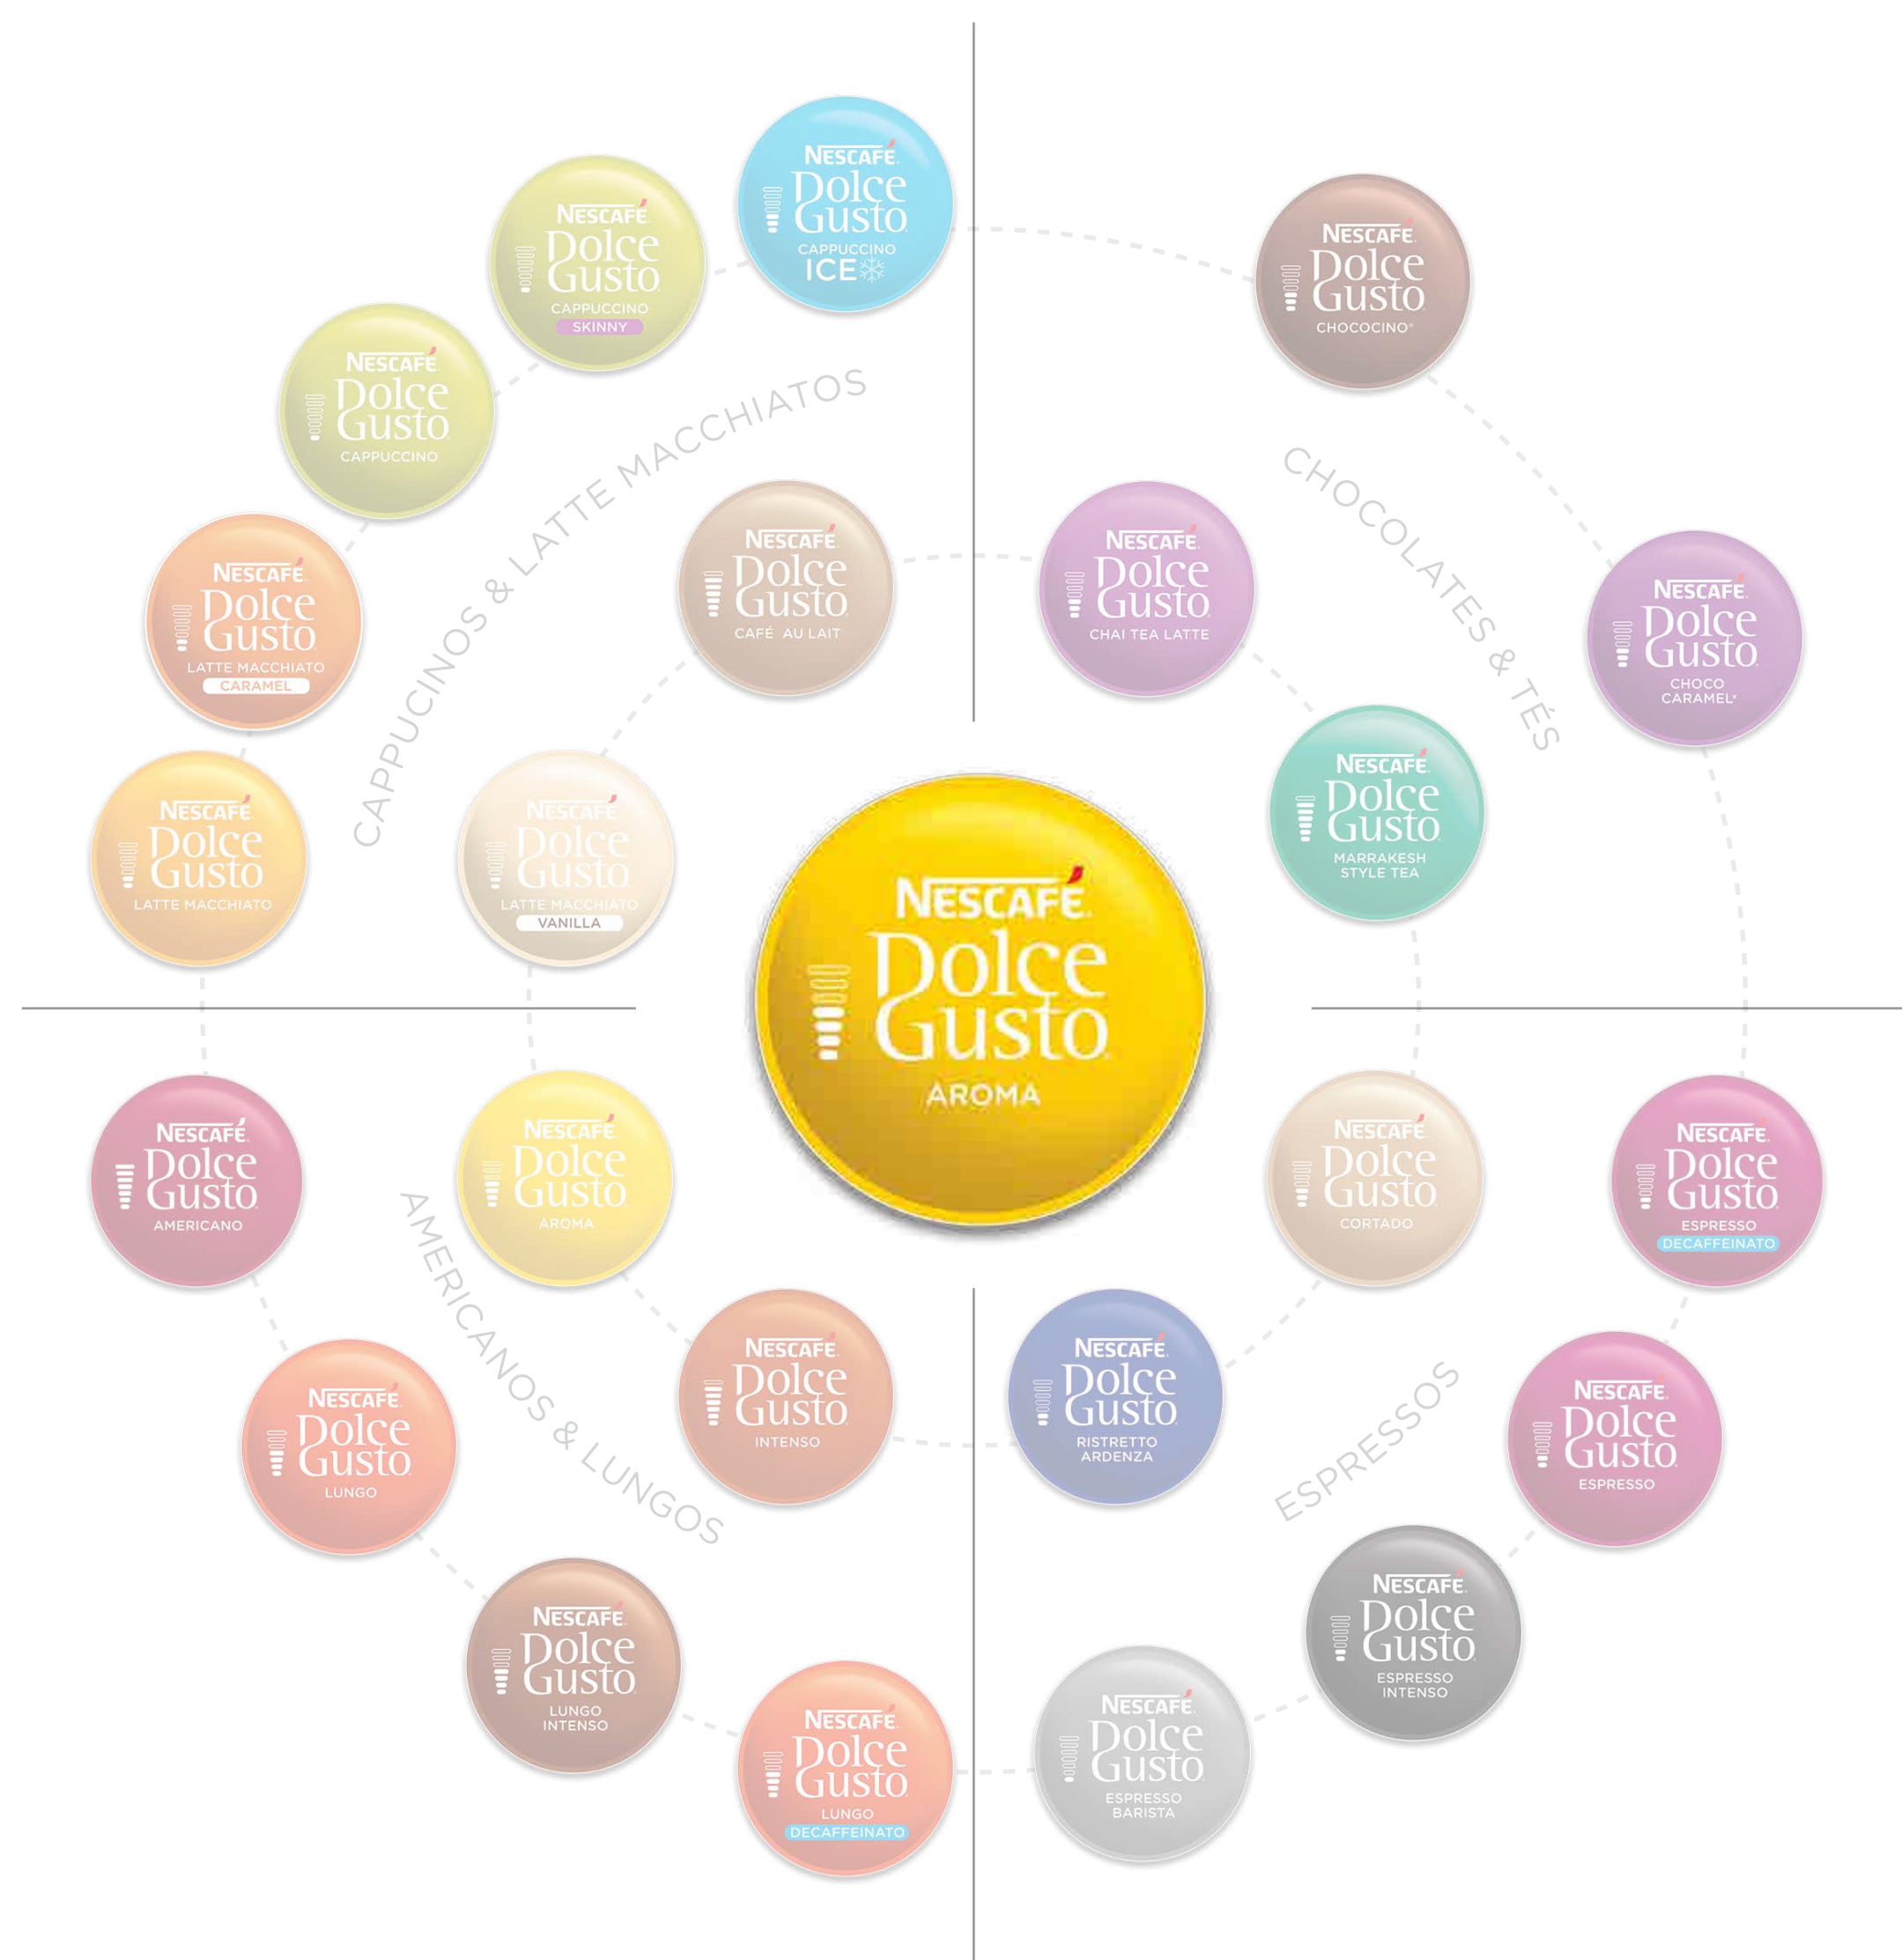 NESCAFÉ
Dolce
Gusto
CAPPUCCINO
ICE
NESCAFÉ
Dolce
Gusto
CAPPUCCINO
SKINNY
NESCAFÉ
Dolce
Gusto
CAPPUCCINO
NESCAFÉ
Dolce
Gusto
LATTE MACCHIATO
CARAMEL
NESCAFÉ
Dolce
Gusto
LATTE MACCHIATO
CAPPUCINOS & LATTE MACCHIATOS
NESCAFÉ
Dolce
Gusto
CAFÉ AU LAIT
NESCAFÉ
Dolce
Gusto
LATTE MACCHIATO
VANILLA
NESCAFÉ
Dolce
Gusto
CHOCOCINO®
NESCAFÉ
Dolce
Gusto
CHOCO
CARAMEL*
CHOCOLATES & TÉS
NESCAFÉ
Dolce
Gusto
CHAI TEA LATTE
NESCAFÉ
Dolce
Gusto
MARRAKESH
STYLE TEA
NESCAFÉ
Dolce
Gusto
AROMA
NESCAFÉ
Dolce
Gusto
AMERICANO
NESCAFÉ
Dolce
Gusto
AROMA
AMERICANOS & LUNGOS
NESCAFÉ
Dolce
Gusto
INTENSO
NESCAFÉ
Dolce
Gusto
LUNGO
NESCAFÉ
Dolce
Gusto
LUNGO
INTENSO
NESCAFÉ
Dolce
Gusto
LUNGO
DECAFFEINATO
NESCAFÉ
Dolce
Gusto
CORTADO
NESCAFÉ
Dolce
Gusto
ESPRESSO
DECAFFEINATO
NESCAFÉ
Dolce
Gusto
RISTRETTO
ARDENZA
ESPRESSOS
NESCAFÉ
Dolce
Gusto
ESPRESSO
NESCAFÉ
Dolce
Gusto
ESPRESSO
INTENSO
NESCAFÉ
Dolce
Gusto
ESPRESSO
BARISTA